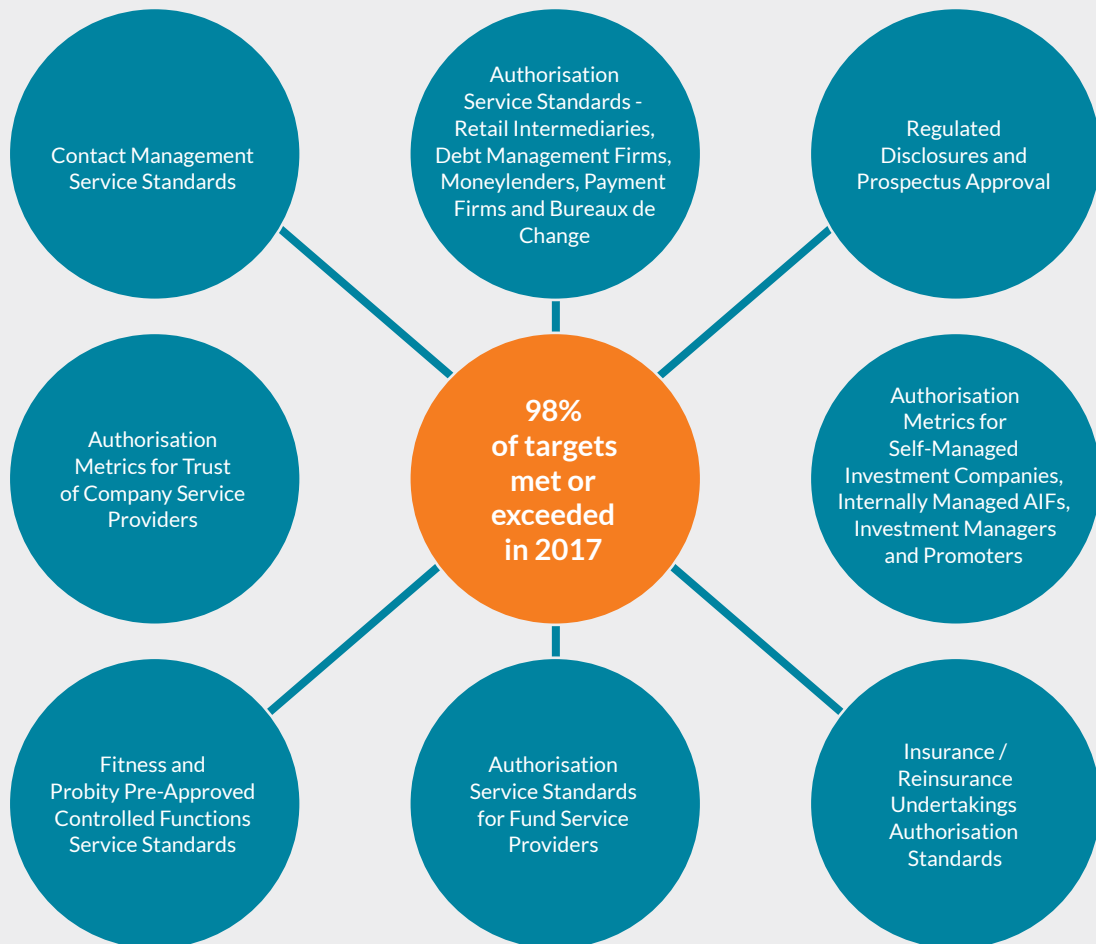 Contact Management
Service Standards
Authorisation
Service Standards -
Retail Intermediaries,
Debt Management Firms,
Moneylenders, Payment
Firms and Bureaux de
Change
Regulated
Disclosures and
Prospectus Approval
Authorisation
Metrics for Trust
of Company Service
Providers
98%
of targets
met or
exceeded
in 2017
Authorisation
Metrics for
Self-Managed
Investment Companies,
Internally Managed AIFs,
Investment Managers
and Promoters
Fitness and
Probity Pre-Approved
Controlled Functions
Service Standards
Authorisation
Service Standards
for Fund Service
Providers
Insurance /
Reinsurance
Undertakings
Authorisation
Standards